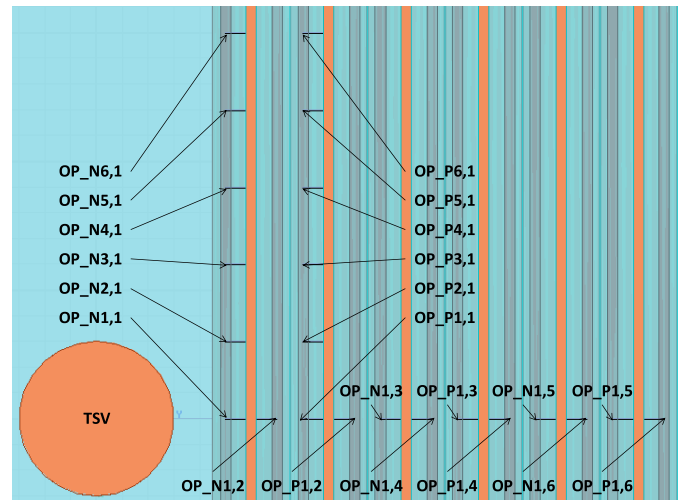 OP_N6,1 OP_P6,1
OP_N5,1 OP_P5,1
OP_N4,1 OP_P4,1
OP_N3,1 OP_P3,1
OP_N2,1 OP_P2,1
OP_N1,1 OP_P1,1
OP_N1,3 OP_P1,3 OP_N1,5 OP_P1,5
TSV
Y
OP_N1,2 OP_P1,2 OP_N1,4 OP_P1,4 OP_N1,6 OP_P1,6